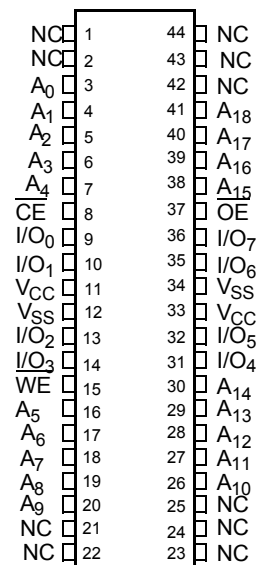 NC 1 44 NC
NC 2 43 NC
A₀ 3 42 NC
A₁ 4 41 A₁₈
A₂ 5 40 A₁₇
A₃ 6 39 A₁₆
A₄ 7 38 A₁₅
C̅E̅ 8 37 O̅E̅
I/O₀ 9 36 I/O₇
I/O₁ 10 35 I/O₆
VCC 11 34 VSS
VSS 12 33 VCC
I/O₂ 13 32 I/O₅
I/O₃ 14 31 I/O₄
W̅E̅ 15 30 A₁₄
A₅ 16 29 A₁₃
A₆ 17 28 A₁₂
A₇ 18 27 A₁₁
A₈ 19 26 A₁₀
A₉ 20 25 NC
NC 21 24 NC
NC 22 23 NC